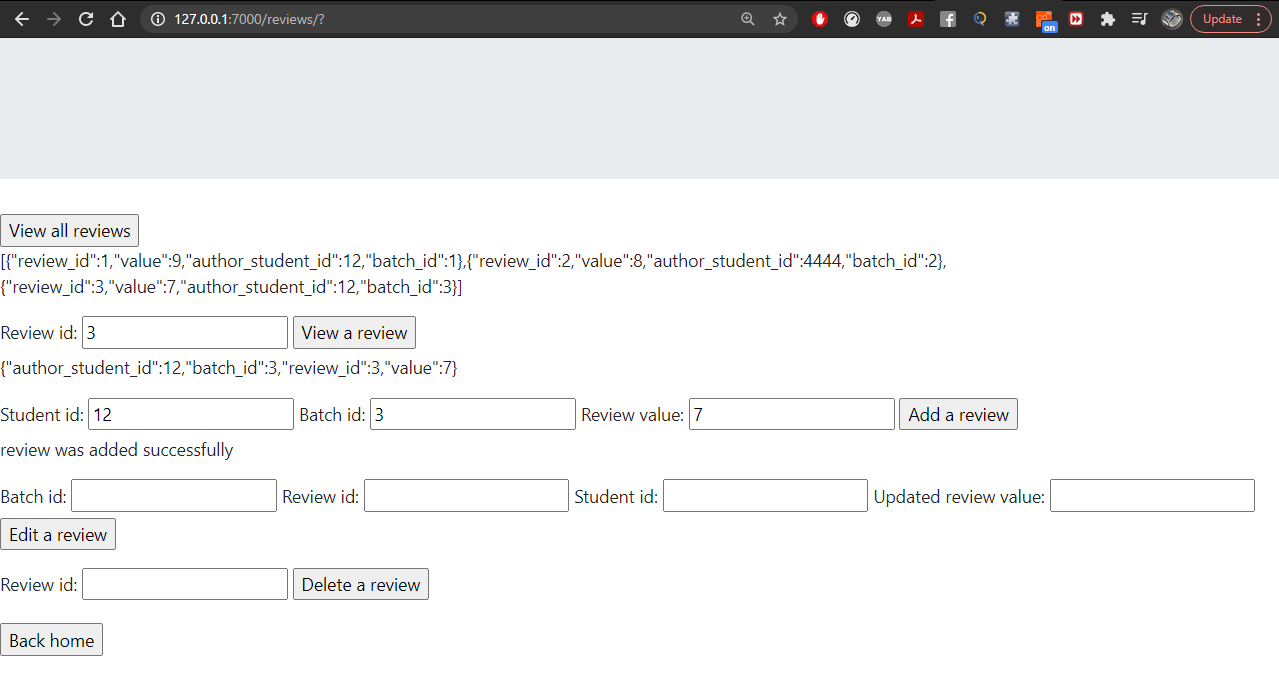 127.0.0.1:7000/reviews/?
YAB
on
Update
View all reviews
[{"review_id":1,"value":9,"author_student_id":12,"batch_id":1},{"review_id":2,"value":8,"author_student_id":4444,"batch_id":2},
{"review_id":3,"value":7,"author_student_id":12,"batch_id":3}]
Review id: 3 View a review
{"author_student_id":12,"batch_id":3,"review_id":3,"value":7}
Student id: 12 Batch id: 3 Review value: 7 Add a review
review was added successfully
Batch id: Review id: Student id: Updated review value:
Edit a review
Review id: Delete a review
Back home